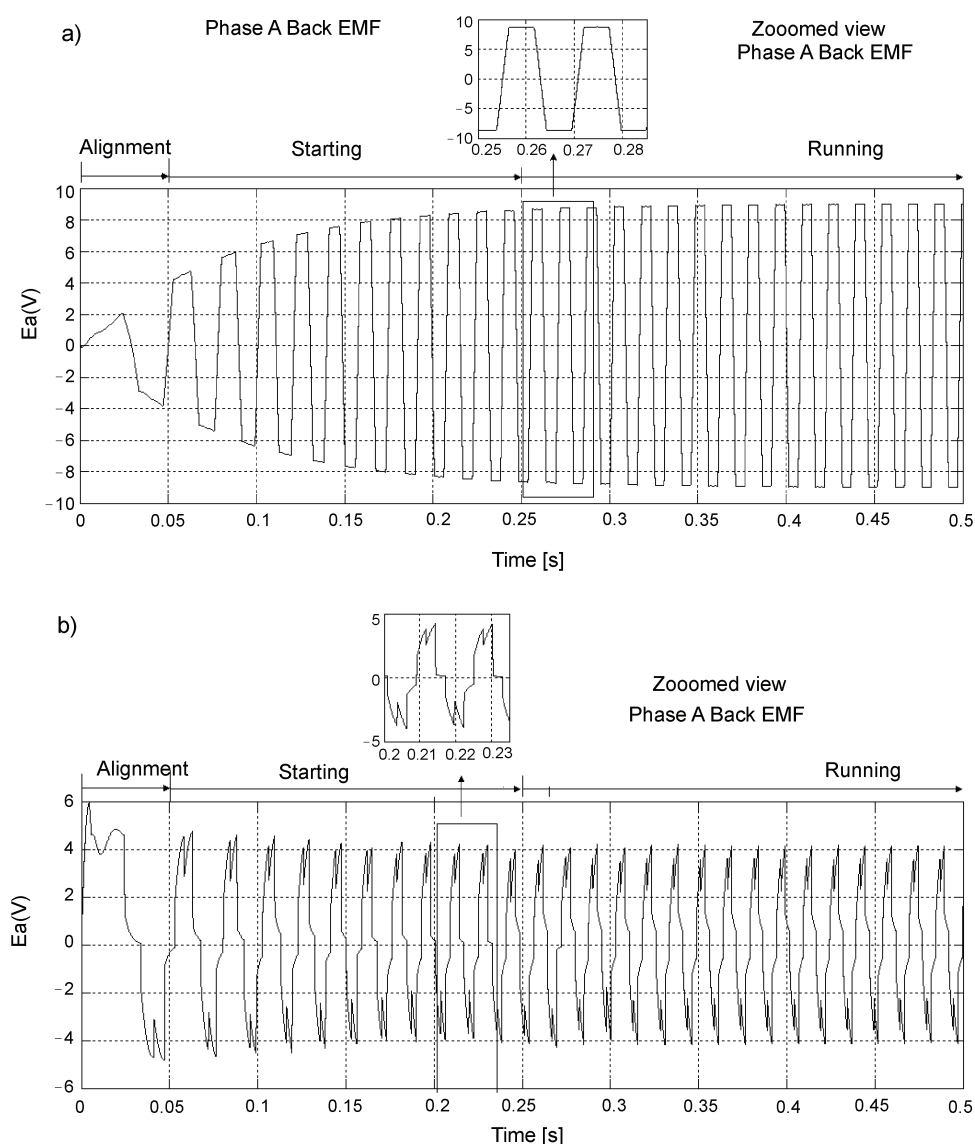 a)
Phase A Back EMF
Zooomed view
Phase A Back EMF
10
5
0
−5
−10
0.25 0.26 0.27 0.28
Alignment Starting Running
10
8
6
4
2
0
−2
−4
−6
−8
−10
Ea(V)
0 0.05 0.1 0.15 0.2 0.25 0.3 0.35 0.4 0.45 0.5
Time [s]
b)
Zooomed view
Phase A Back EMF
5
0
−5
0.2 0.21 0.22 0.23
Alignment Starting Running
6
4
2
0
−2
−4
−6
Ea(V)
0 0.05 0.1 0.15 0.2 0.25 0.3 0.35 0.4 0.45 0.5
Time [s]